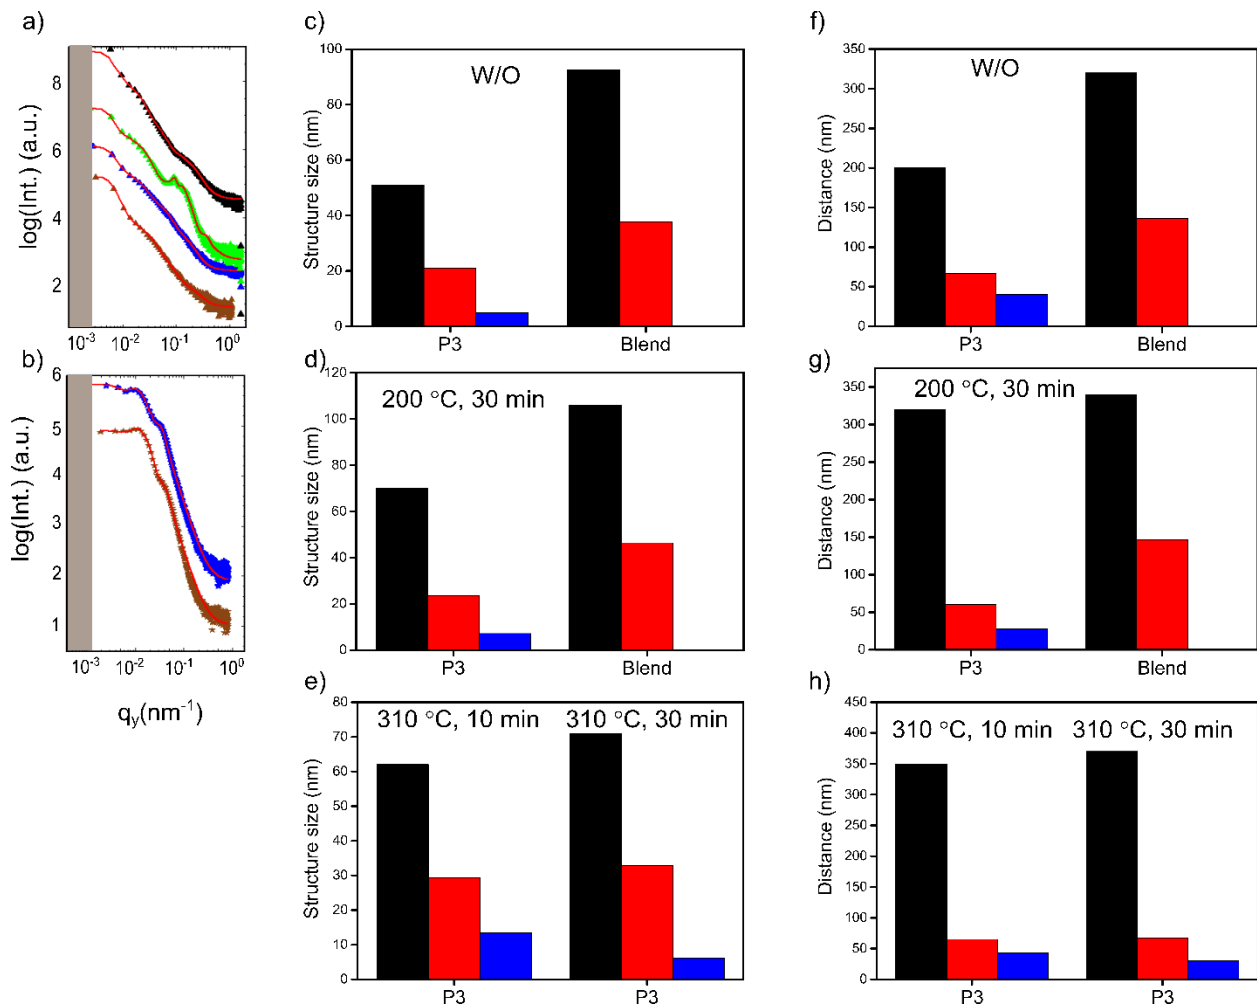 a)
log(Int.) (a.u.)
8
6
4
2
10⁻³ 10⁻² 10⁻¹ 10⁰
b)
log(Int.) (a.u.)
6
5
4
3
2
1
10⁻³ 10⁻² 10⁻¹ 10⁰
qy(nm⁻¹)
c)
W/O
Structure size (nm)
100
80
60
40
20
0
P3 Blend
d)
200 °C, 30 min
Structure size (nm)
120
100
80
60
40
20
0
P3 Blend
e)
310 °C, 10 min 310 °C, 30 min
Structure size (nm)
80
70
60
50
40
30
20
10
0
P3 P3
f)
W/O
Distance (nm)
350
300
250
200
150
100
50
0
P3 Blend
g)
200 °C, 30 min
Distance (nm)
350
300
250
200
150
100
50
0
P3 Blend
h)
310 °C, 10 min 310 °C, 30 min
Distance (nm)
450
400
350
300
250
200
150
100
50
0
P3 P3